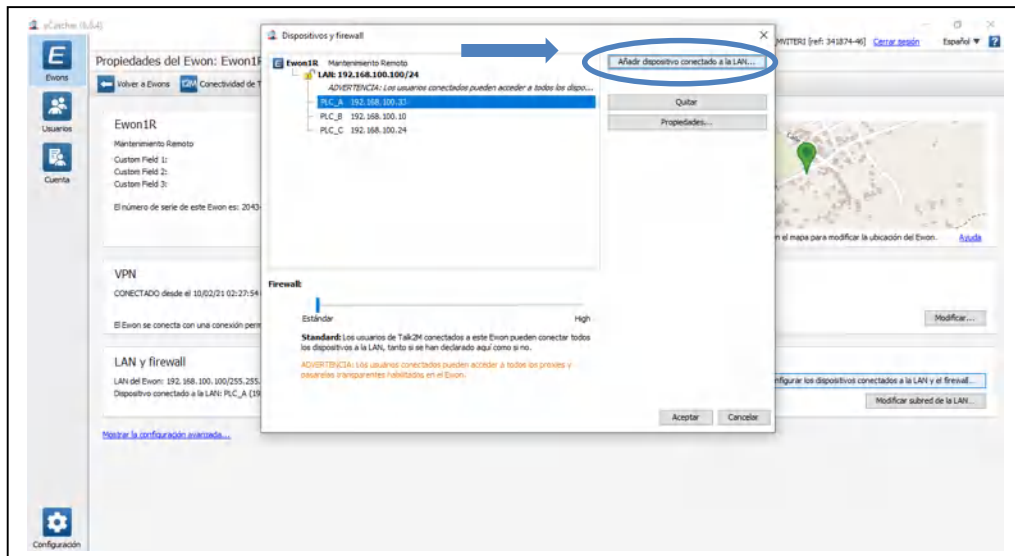 eCatcher
Dispositivos y firewall
Cerrar sesión
Español
Ewons
Usuarios
Cuenta
Configuración
Propiedades del Ewon: Ewon1R
Volver a Ewons
T2M Conectividad de T
Ewon1R
Mantenimiento Remoto
Custom Field 1:
Custom Field 2:
Custom Field 3:
El número de serie de este Ewon es: 2043-
VPN
CONECTADO desde el 10/02/21 02:27:54
El Ewon se conecta con una conexión perm
LAN y firewall
LAN del Ewon: 192.168.100.100/255.255.
Dispositivo conectado a la LAN: PLC_A (19
Mostrar la configuración avanzada...
Ewon1R Mantenimiento Remoto
LAN: 192.168.100.100/24
ADVERTENCIA: Los usuarios conectados pueden acceder a todos los dispo...
PLC_A 192.168.100.33
PLC_B 192.168.100.10
PLC_C 192.168.100.24
Añadir dispositivo conectado a la LAN...
Quitar
Propiedades...
Firewall:
Estándar High
Standard: Los usuarios de Talk2M conectados a este Ewon pueden conectar todos
los dispositivos a la LAN, tanto si se han declarado aquí como si no.
ADVERTENCIA: Los usuarios conectados pueden acceder a todos los proxies y
pasarelas transparentes habilitados en el Ewon.
Aceptar Cancelar
n el mapa para modificar la ubicación del Ewon. Ayuda
Modificar...
nfigurar los dispositivos conectados a la LAN y el firewall...
Modificar subred de la LAN...